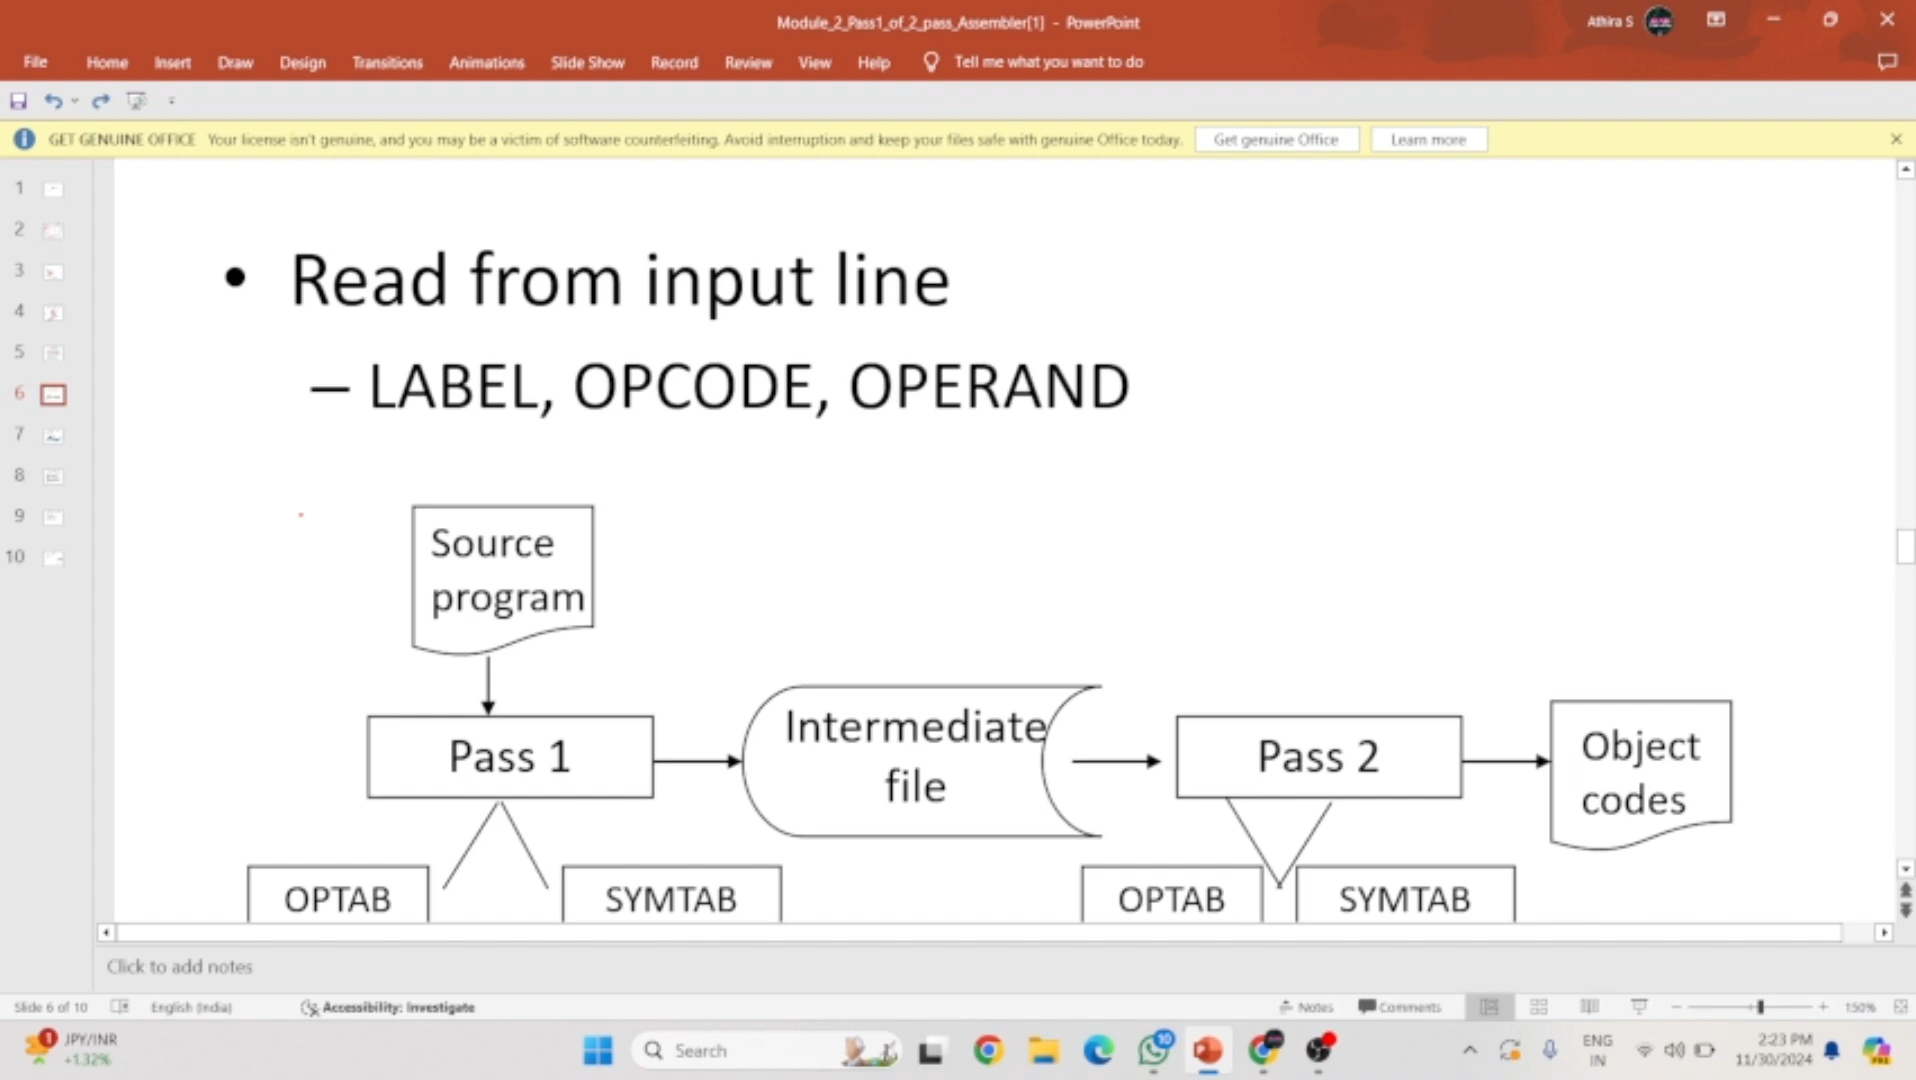 Module_2_Pass1_of_2_pass_Assembler[1] - PowerPoint
Athira S
File Home Insert Draw Design Transitions Animations Slide Show Record Review View Help Tell me what you want to do
GET GENUINE OFFICE Your license isn't genuine, and you may be a victim of software counterfeiting. Avoid interruption and keep your files safe with genuine Office today. Get genuine Office Learn more
1
2
3
4
5
6
7
8
9
10
• Read from input line
– LABEL, OPCODE, OPERAND
Source
program
Pass 1
Intermediate
file
Pass 2
Object
codes
OPTAB
SYMTAB
OPTAB
SYMTAB
Click to add notes
Slide 6 of 10 English (India) Accessibility: Investigate Notes Comments 150%
JPY/INR
+1.32%
Search
10
ENG
IN
2:23 PM
11/30/2024